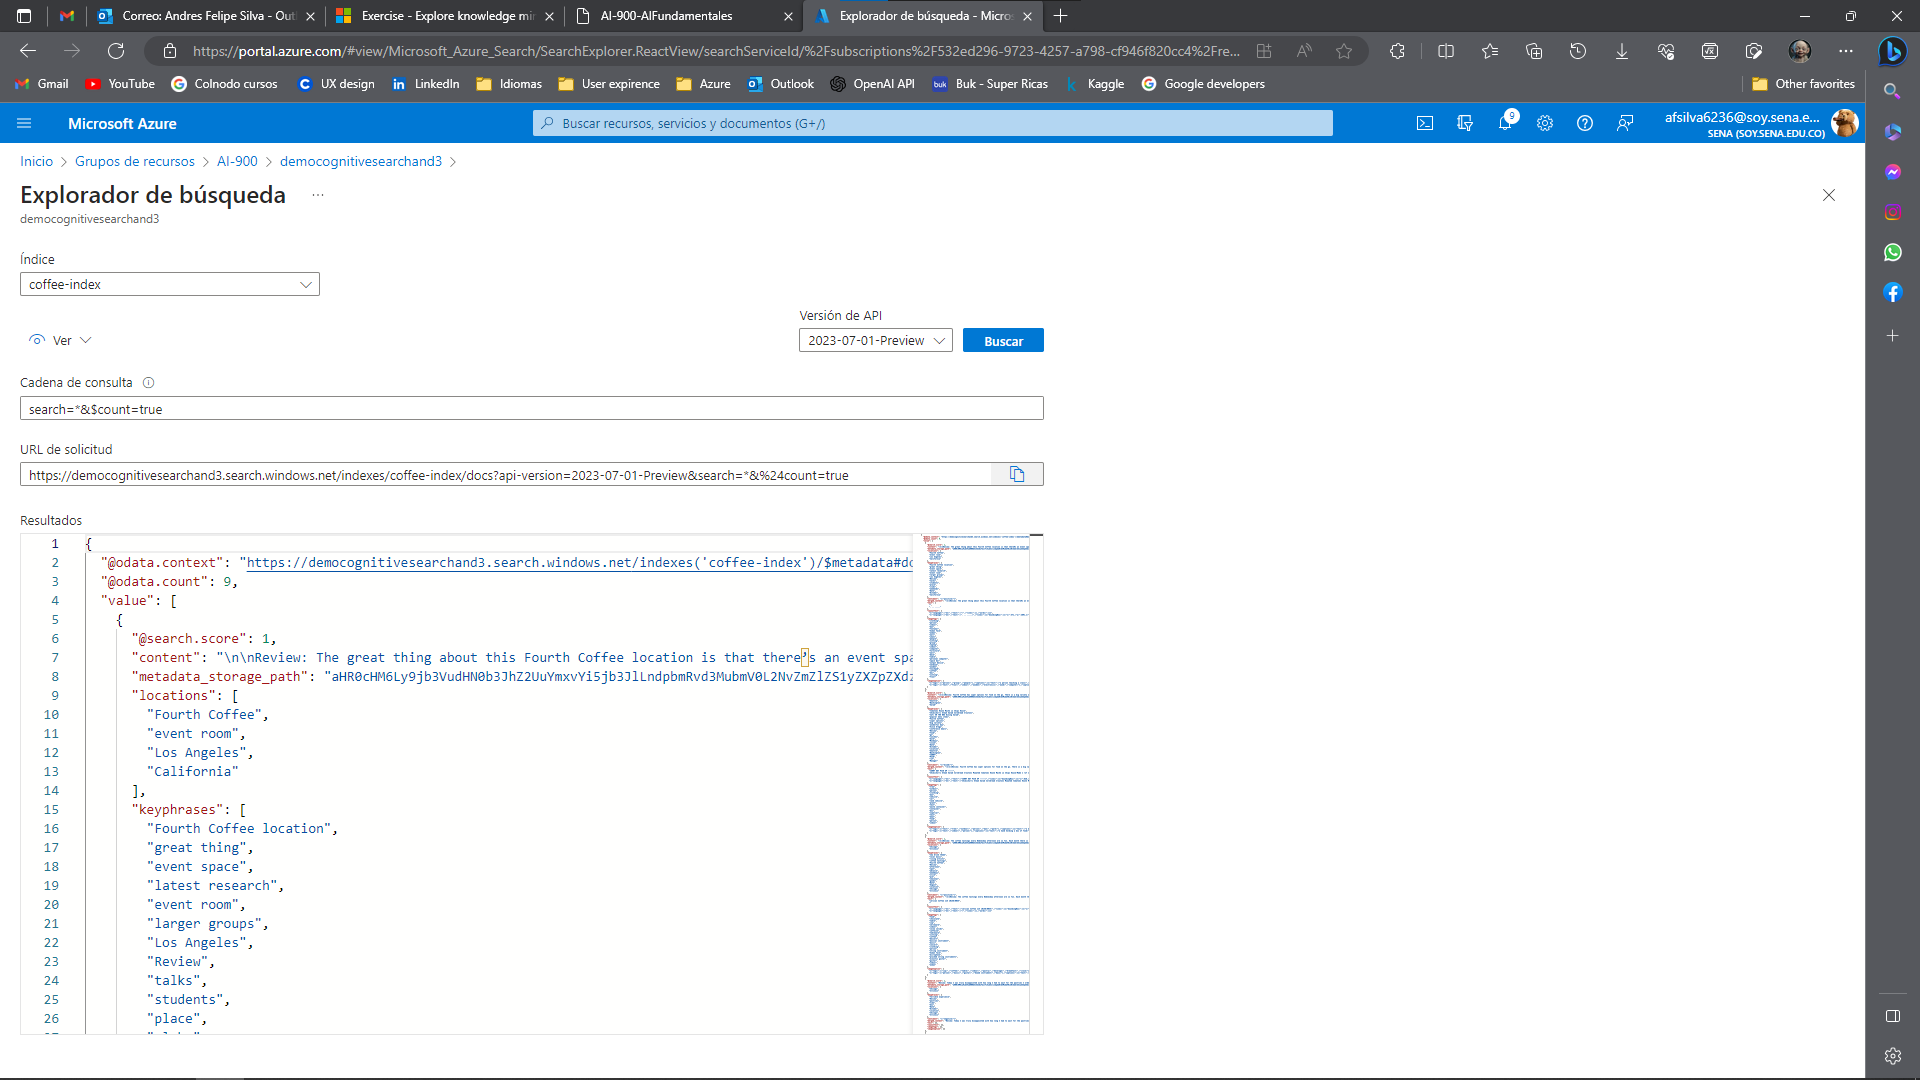 Correo: Andres Felipe Silva - Out
Exercise - Explore knowledge mi
AI-900-AIFundamentales
Explorador de búsqueda - Micros
https://portal.azure.com/#view/Microsoft_Azure_Search/SearchExplorer.ReactView/searchServiceId/%2Fsubscriptions%2F532ed296-9723-4257-a798-cf946f820cc4%2Fre...
Gmail
YouTube
Colnodo cursos
UX design
LinkedIn
Idiomas
User expirence
Azure
Outlook
OpenAI API
buk
Buk - Super Ricas
Kaggle
Google developers
Other favorites
Microsoft Azure
Buscar recursos, servicios y documentos (G+/)
9
afsilva6236@soy.sena.e...
SENA (SOY.SENA.EDU.CO)
Inicio > Grupos de recursos > AI-900 > democognitivesearchand3 >
Explorador de búsqueda ...
democognitivesearchand3
Índice
coffee-index
Versión de API
Ver
2023-07-01-Preview
Buscar
Cadena de consulta
search=*&$count=true
URL de solicitud
https://democognitivesearchand3.search.windows.net/indexes/coffee-index/docs?api-version=2023-07-01-Preview&search=*&%24count=true
Resultados
1 {
2 "@odata.context": "https://democognitivesearchand3.search.windows.net/indexes('coffee-index')/$metadata#do
3 "@odata.count": 9,
4 "value": [
5 {
6 "@search.score": 1,
7 "content": "\n\nReview: The great thing about this Fourth Coffee location is that there’s an event spa
8 "metadata_storage_path": "aHR0cHM6Ly9jb3VudHN0b3JhZ2UuYmxvYi5jb3JlLndpbmRvd3MubmV0L2NvZmZlZS1yZXZpZXdz
9 "locations": [
10 "Fourth Coffee",
11 "event room",
12 "Los Angeles",
13 "California"
14 ],
15 "keyphrases": [
16 "Fourth Coffee location",
17 "great thing",
18 "event space",
19 "latest research",
20 "event room",
21 "larger groups",
22 "Los Angeles",
23 "Review",
24 "talks",
25 "students",
26 "place",